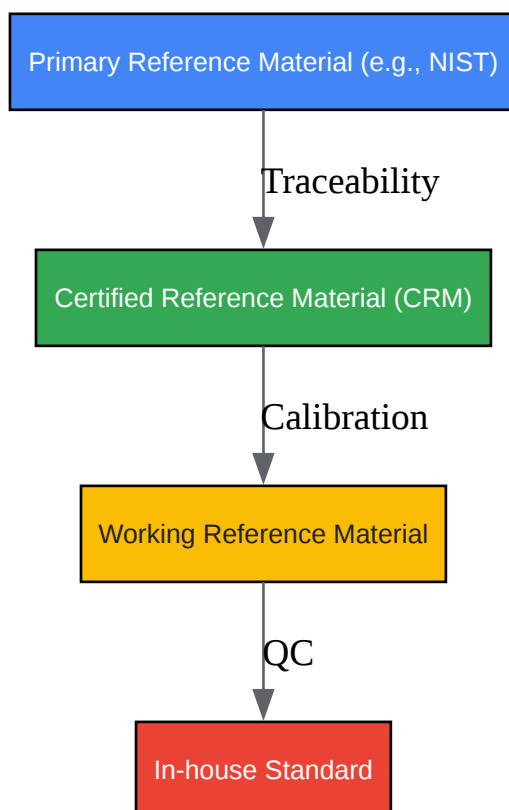 Primary Reference Material (e.g., NIST)
Traceability
Certified Reference Material (CRM)
Calibration
Working Reference Material
QC
In-house Standard